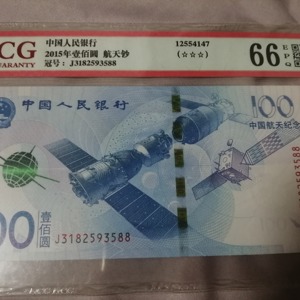 CG
GUARANTY
中国人民银行
2015年壹佰圆 航天钞
冠号: J3182593588
12554147
(☆☆☆)
66
EPQ
中国人民银行
100
中国航天纪念
00
壹佰圆
J3182593588